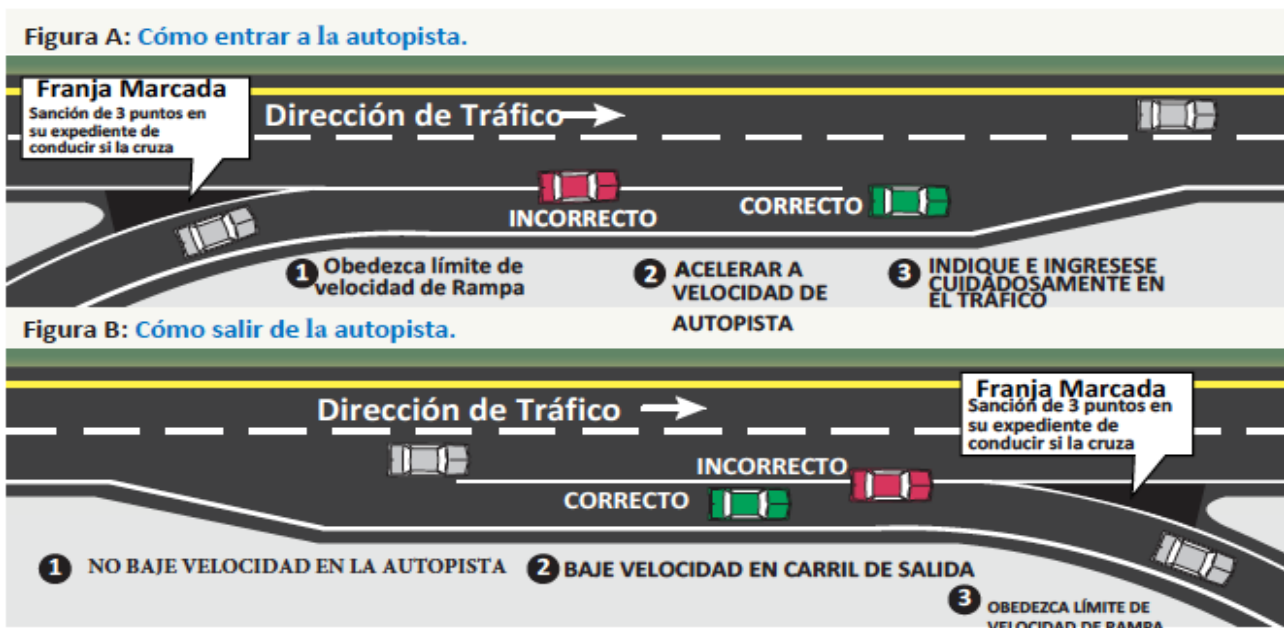 Figura A: Cómo entrar a la autopista.
Franja Marcada
Sanción de 3 puntos en
su expediente de
conducir si la cruza
Dirección de Tráfico
INCORRECTO
CORRECTO
1 Obedezca límite de
velocidad de Rampa
2 ACELERAR A
VELOCIDAD DE
AUTOPISTA
3 INDIQUE E INGRESESE
CUIDADOSAMENTE EN
EL TRÁFICO
Figura B: Cómo salir de la autopista.
Dirección de Tráfico
Franja Marcada
Sanción de 3 puntos en
su expediente de
conducir si la cruza
INCORRECTO
CORRECTO
1 NO BAJE VELOCIDAD EN LA AUTOPISTA
2 BAJE VELOCIDAD EN CARRIL DE SALIDA
3 OBEDEZCA LÍMITE DE
VELOCIDAD DE RAMPA